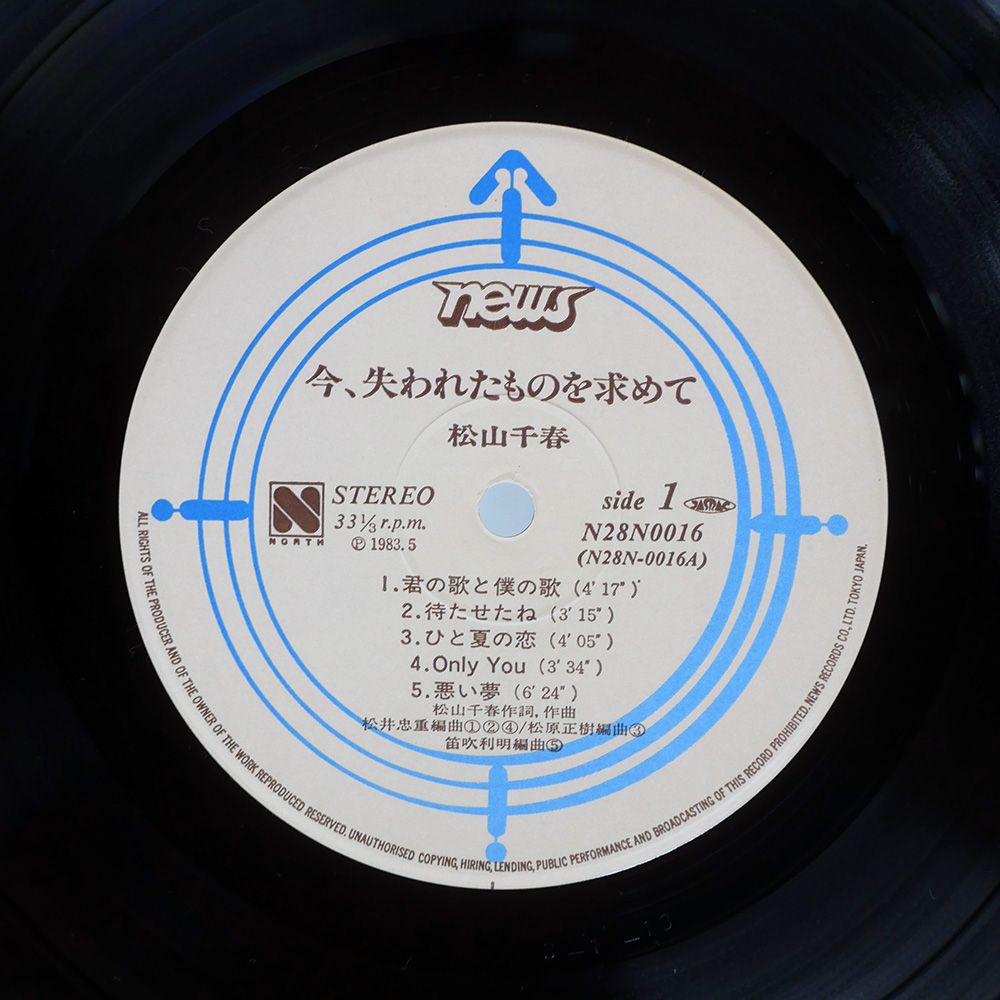 news
今、失われたものを求めて
松山千春
N
NORTH
STEREO
33⅓ r.p.m.
Ⓟ 1983.5
side 1
JASRAC
N28N0016
(N28N-0016A)
1.君の歌と僕の歌 (4′17″)
2.待たせたね (3′15″)
3.ひと夏の恋 (4′05″)
4.Only You (3′34″)
5.悪い夢 (6′24″)
松山千春作詞,作曲
松井忠重編曲①②④/松原正樹編曲③
笛吹利明編曲⑤
ALL RIGHTS OF THE PRODUCER AND OF THE OWNER OF THE WORK REPRODUCED RESERVED. UNAUTHORISED COPYING, HIRING, LENDING, PUBLIC PERFORMANCE AND BROADCASTING OF THIS RECORD PROHIBITED. NEWS RECORDS CO., LTD. TOKYO JAPAN.